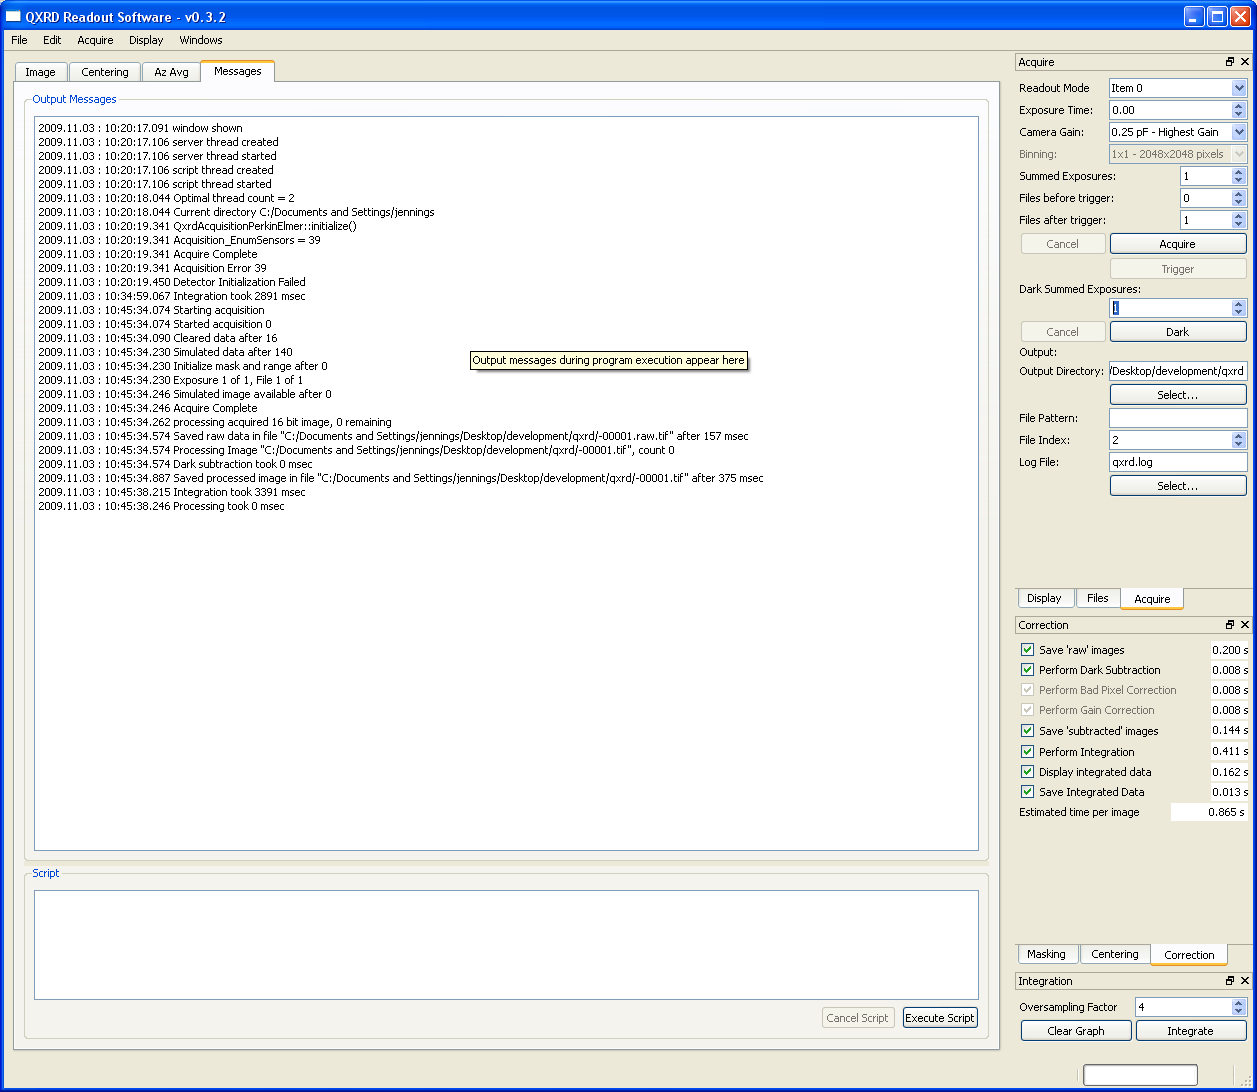 QXRD Readout Software - v0.3.2
File Edit Acquire Display Windows
Image Centering Az Avg Messages
Output Messages
2009.11.03 : 10:20:17.091 window shown
2009.11.03 : 10:20:17.106 server thread created
2009.11.03 : 10:20:17.106 server thread started
2009.11.03 : 10:20:17.106 script thread created
2009.11.03 : 10:20:17.106 script thread started
2009.11.03 : 10:20:18.044 Optimal thread count = 2
2009.11.03 : 10:20:18.044 Current directory C:/Documents and Settings/jennings
2009.11.03 : 10:20:19.341 QxrdAcquisitionPerkinElmer::initialize()
2009.11.03 : 10:20:19.341 Acquisition_EnumSensors = 39
2009.11.03 : 10:20:19.341 Acquire Complete
2009.11.03 : 10:20:19.341 Acquisition Error 39
2009.11.03 : 10:20:19.450 Detector Initialization Failed
2009.11.03 : 10:34:59.067 Integration took 2891 msec
2009.11.03 : 10:45:34.074 Starting acquisition
2009.11.03 : 10:45:34.074 Started acquisition 0
2009.11.03 : 10:45:34.090 Cleared data after 16
2009.11.03 : 10:45:34.230 Simulated data after 140
2009.11.03 : 10:45:34.230 Initialize mask and range after 0
2009.11.03 : 10:45:34.230 Exposure 1 of 1, File 1 of 1
2009.11.03 : 10:45:34.246 Simulated image available after 0
2009.11.03 : 10:45:34.246 Acquire Complete
2009.11.03 : 10:45:34.262 processing acquired 16 bit image, 0 remaining
2009.11.03 : 10:45:34.574 Saved raw data in file "C:/Documents and Settings/jennings/Desktop/development/qxrd/-00001.raw.tif" after 157 msec
2009.11.03 : 10:45:34.574 Processing Image "C:/Documents and Settings/jennings/Desktop/development/qxrd/-00001.tif", count 0
2009.11.03 : 10:45:34.574 Dark subtraction took 0 msec
2009.11.03 : 10:45:34.887 Saved processed image in file "C:/Documents and Settings/jennings/Desktop/development/qxrd/-00001.tif" after 375 msec
2009.11.03 : 10:45:38.215 Integration took 3391 msec
2009.11.03 : 10:45:38.246 Processing took 0 msec
Output messages during program execution appear here
Script
Cancel Script Execute Script
Acquire
Readout Mode Item 0
Exposure Time: 0.00
Camera Gain: 0.25 pF - Highest Gain
Binning: 1x1 - 2048x2048 pixels
Summed Exposures: 1
Files before trigger: 0
Files after trigger: 1
Cancel Acquire
Trigger
Dark Summed Exposures:
1
Cancel Dark
Output:
Output Directory: /Desktop/development/qxrd
Select...
File Pattern:
File Index: 2
Log File: qxrd.log
Select...
Display Files Acquire
Correction
Save 'raw' images 0.200 s
Perform Dark Subtraction 0.008 s
Perform Bad Pixel Correction 0.008 s
Perform Gain Correction 0.008 s
Save 'subtracted' images 0.144 s
Perform Integration 0.411 s
Display integrated data 0.162 s
Save Integrated Data 0.013 s
Estimated time per image 0.865 s
Masking Centering Correction
Integration
Oversampling Factor 4
Clear Graph Integrate